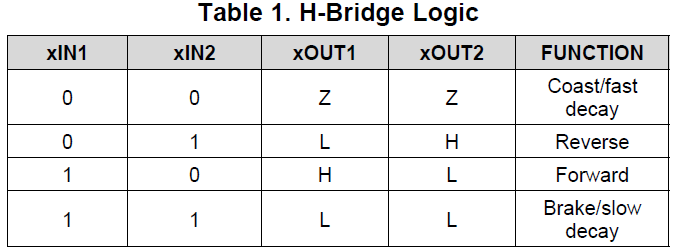 Table 1. H-Bridge Logic
xIN1 xIN2 xOUT1 xOUT2 FUNCTION
0 0 Z Z Coast/fast
decay
0 1 L H Reverse
1 0 H L Forward
1 1 L L Brake/slow
decay